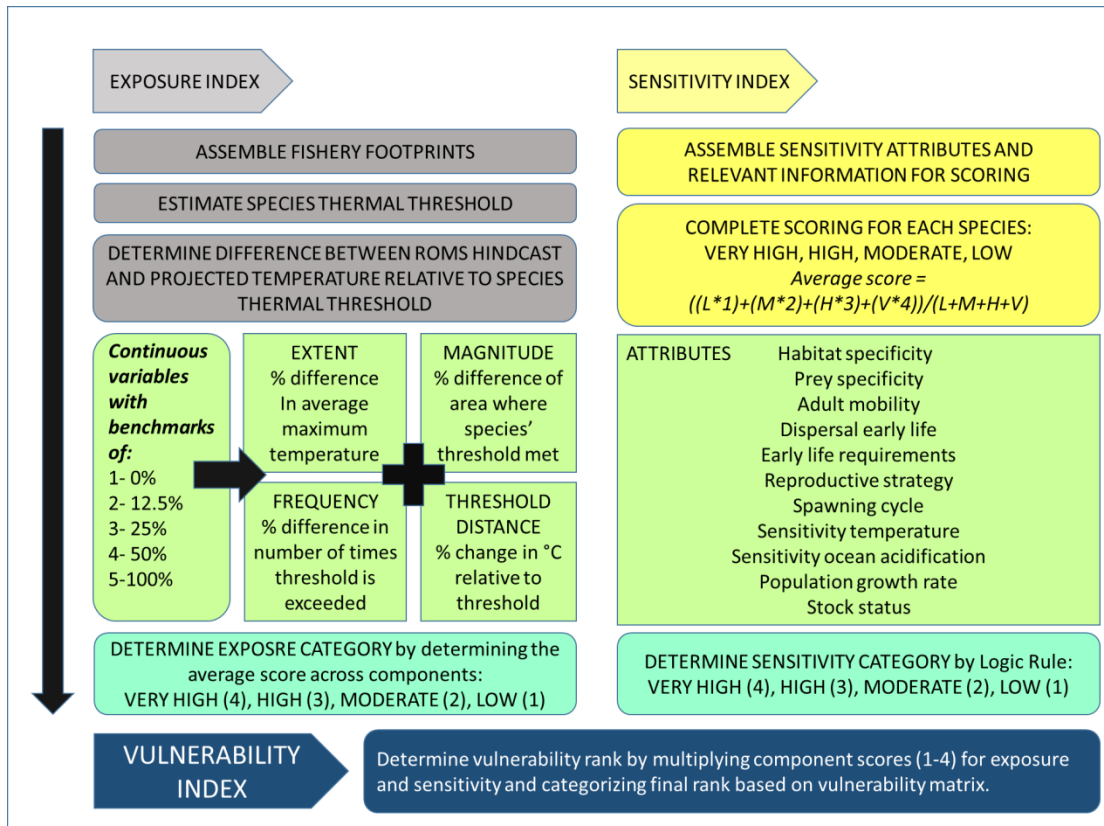 EXPOSURE INDEX
ASSEMBLE FISHERY FOOTPRINTS
ESTIMATE SPECIES THERMAL THRESHOLD
DETERMINE DIFFERENCE BETWEEN ROMS HINDCAST
AND PROJECTED TEMPERATURE RELATIVE TO SPECIES
THERMAL THRESHOLD
Continuous
variables
with
benchmarks
of:
1- 0%
2- 12.5%
3- 25%
4- 50%
5-100%
EXTENT
% difference
In average
maximum
temperature
MAGNITUDE
% difference of
area where
species’
threshold met
FREQUENCY
% difference in
number of times
threshold is
exceeded
THRESHOLD
DISTANCE
% change in °C
relative to
threshold
DETERMINE EXPOSRE CATEGORY by determining the
average score across components:
VERY HIGH (4), HIGH (3), MODERATE (2), LOW (1)
SENSITIVITY INDEX
ASSEMBLE SENSITIVITY ATTRIBUTES AND
RELEVANT INFORMATION FOR SCORING
COMPLETE SCORING FOR EACH SPECIES:
VERY HIGH, HIGH, MODERATE, LOW
Average score =
((L*1)+(M*2)+(H*3)+(V*4))/(L+M+H+V)
ATTRIBUTES
Habitat specificity
Prey specificity
Adult mobility
Dispersal early life
Early life requirements
Reproductive strategy
Spawning cycle
Sensitivity temperature
Sensitivity ocean acidification
Population growth rate
Stock status
DETERMINE SENSITIVITY CATEGORY by Logic Rule:
VERY HIGH (4), HIGH (3), MODERATE (2), LOW (1)
VULNERABILITY
INDEX
Determine vulnerability rank by multiplying component scores (1-4) for exposure
and sensitivity and categorizing final rank based on vulnerability matrix.